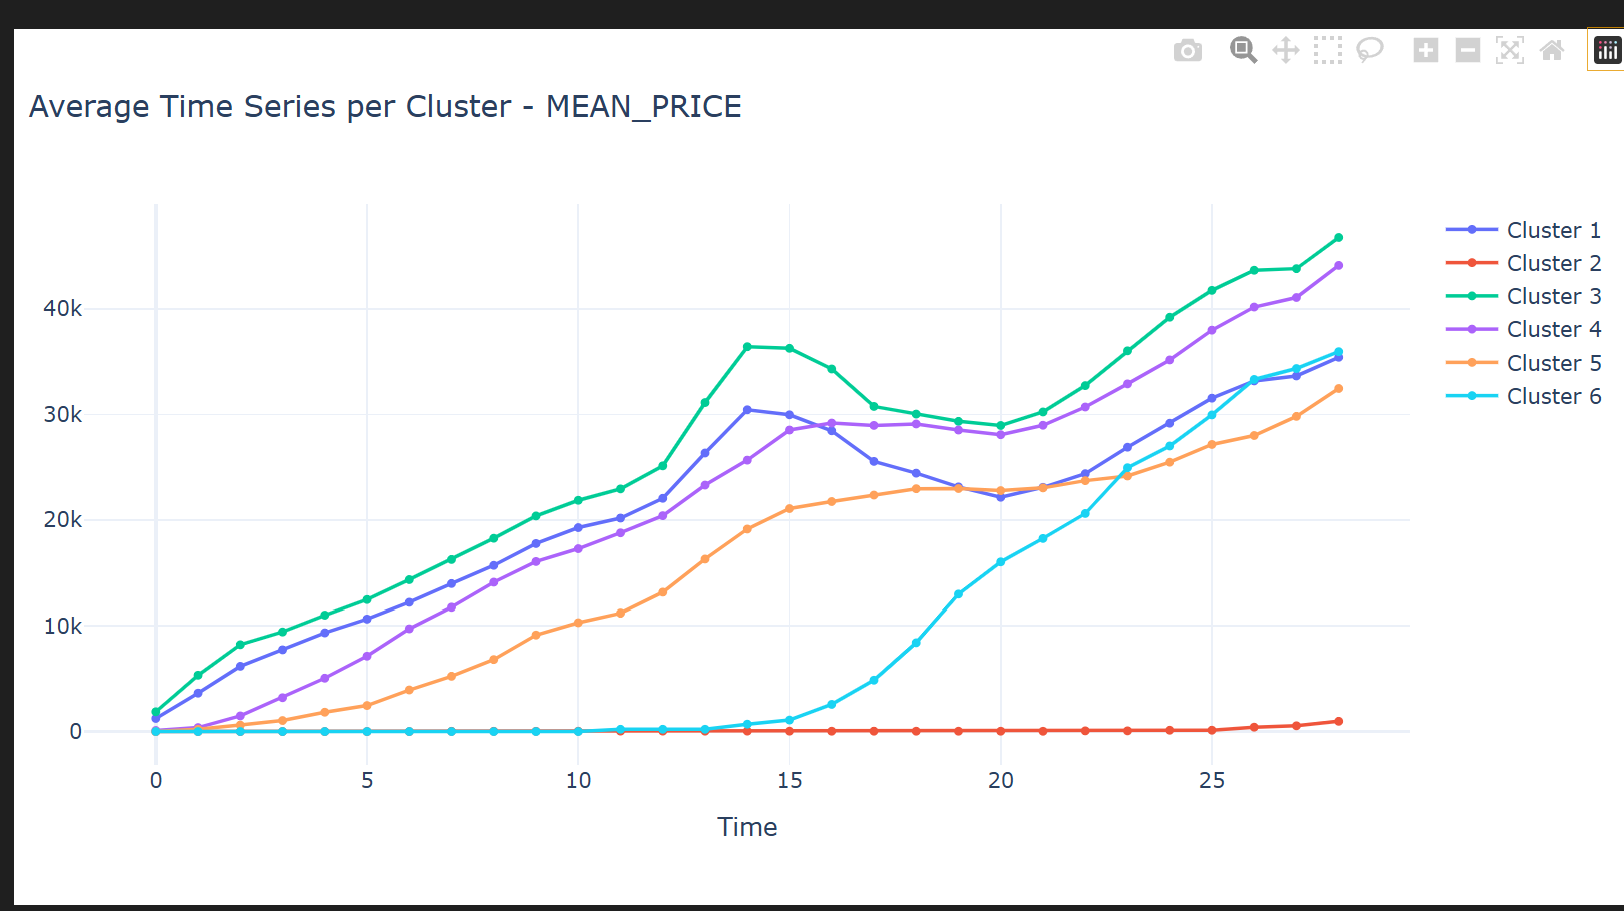 Average Time Series per Cluster - MEAN_PRICE
Cluster 1
Cluster 2
Cluster 3
Cluster 4
Cluster 5
Cluster 6
40k
30k
20k
10k
0
0 5 10 15 20 25
Time